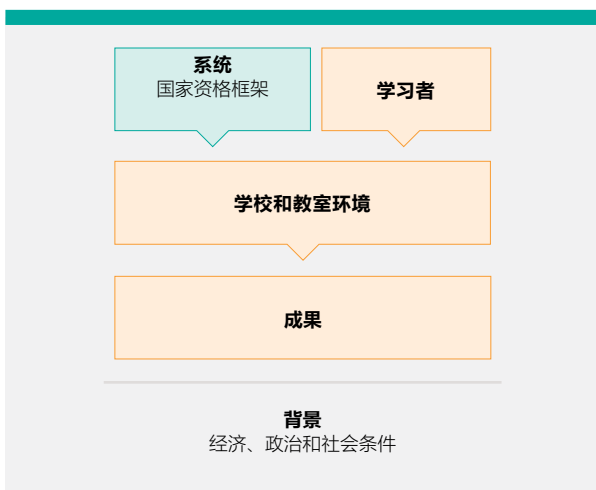 系统
国家资格框架
学习者
学校和教室环境
成果
背景
经济、政治和社会条件